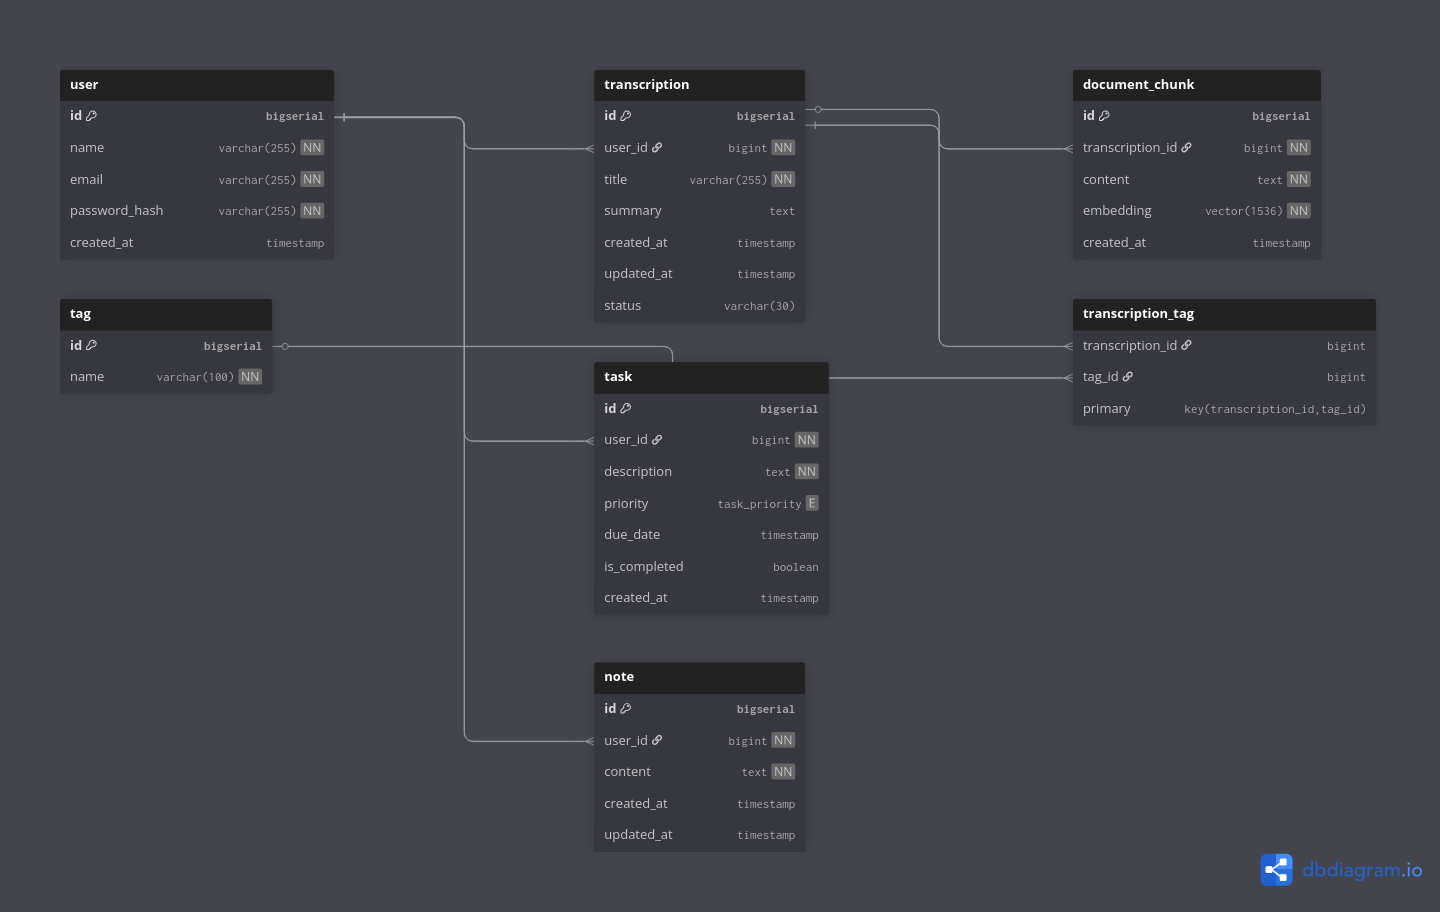 user
id bigserial
name varchar(255) NN
email varchar(255) NN
password_hash varchar(255) NN
created_at timestamp
tag
id bigserial
name varchar(100) NN
transcription
id bigserial
user_id bigint NN
title varchar(255) NN
summary text
created_at timestamp
updated_at timestamp
status varchar(30)
task
id bigserial
user_id bigint NN
description text NN
priority task_priority E
due_date timestamp
is_completed boolean
created_at timestamp
note
id bigserial
user_id bigint NN
content text NN
created_at timestamp
updated_at timestamp
document_chunk
id bigserial
transcription_id bigint NN
content text NN
embedding vector(1536) NN
created_at timestamp
transcription_tag
transcription_id bigint
tag_id bigint
primary key(transcription_id,tag_id)
dbdiagram.io